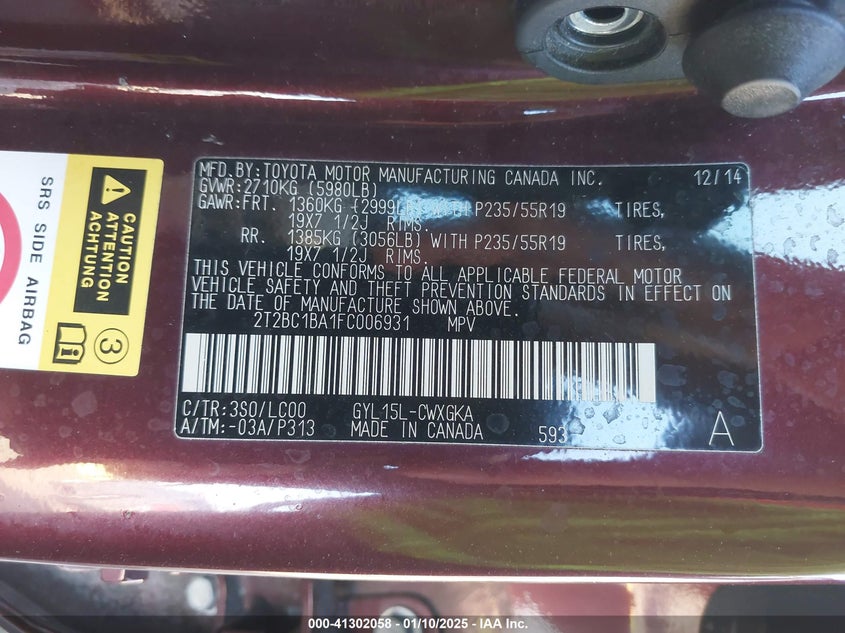 SRS SIDE AIRBAG
CAUTION
ATTENTION
ACHTUNG
3
MFD.BY:TOYOTA MOTOR MANUFACTURING CANADA INC. 12/14
GVWR:2710KG (5980LB)
GAWR:FRT. 1360KG (2999LB) WITH P235/55R19 TIRES,
19X7 1/2J RIMS.
RR. 1385KG (3056LB) WITH P235/55R19 TIRES,
19X7 1/2J RIMS.
THIS VEHICLE CONFORMS TO ALL APPLICABLE FEDERAL MOTOR
VEHICLE SAFETY AND THEFT PREVENTION STANDARDS IN EFFECT ON
THE DATE OF MANUFACTURE SHOWN ABOVE.
2T2BC1BA1FC006931 MPV
C/TR:3S0/LC00 GYL15L-CWXGKA
A/TM:-03A/P313 MADE IN CANADA 593 A
000-41302058 - 01/10/2025 - IAA Inc.